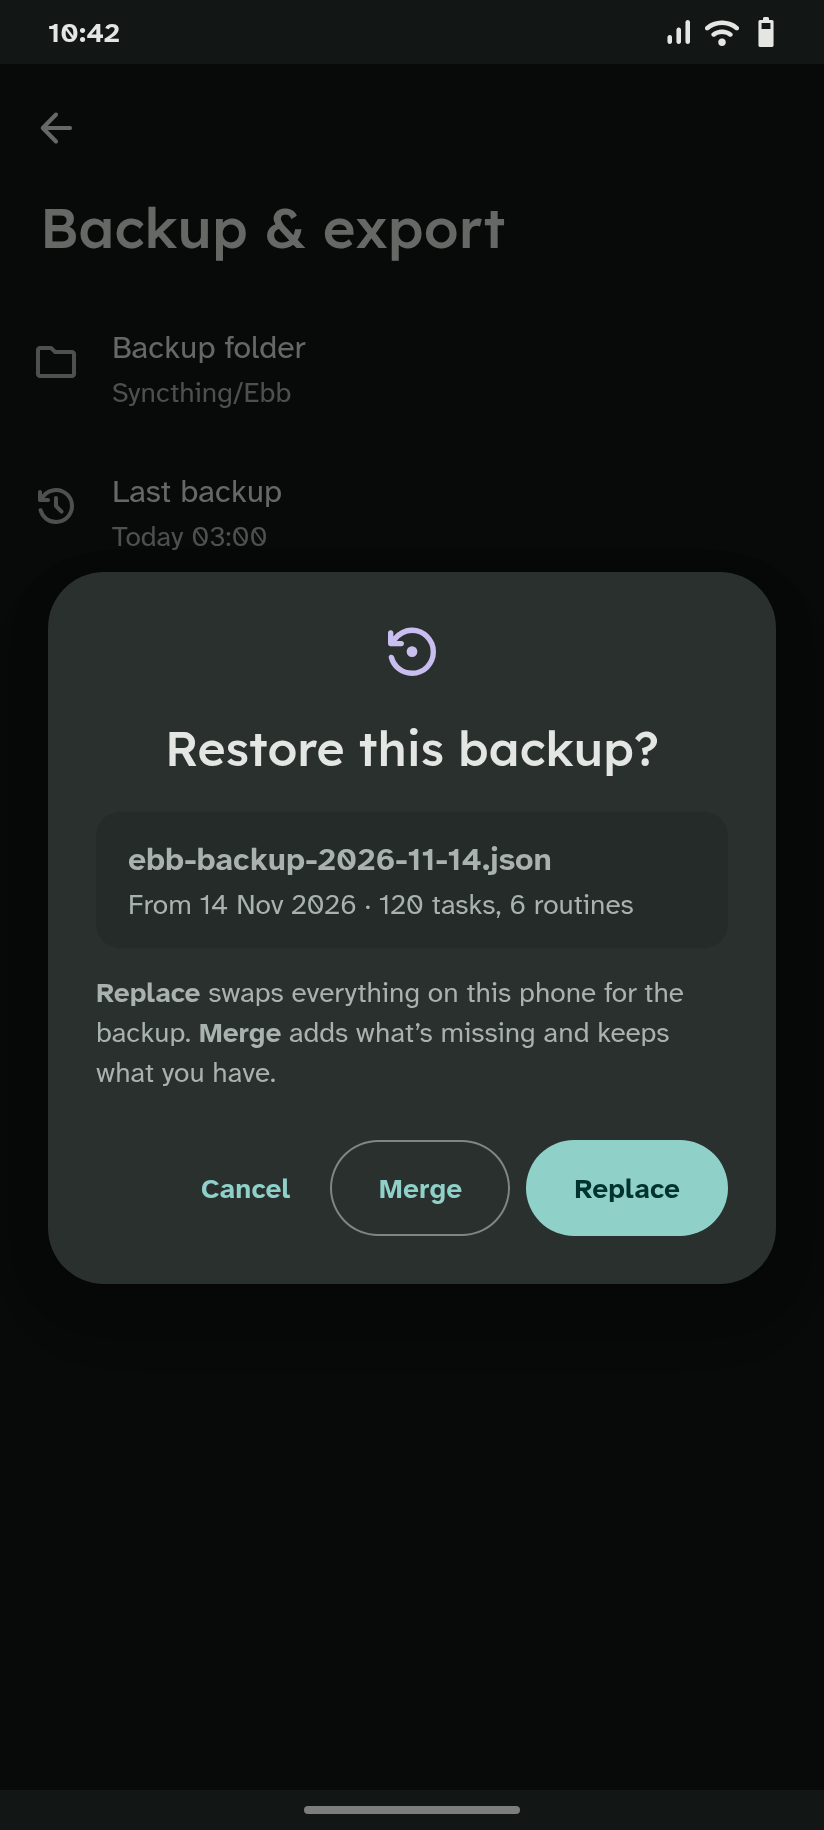 10:42
Backup & export
Backup folder
Syncthing/Ebb
Last backup
Today 03:00
Restore this backup?
ebb-backup-2026-11-14.json
From 14 Nov 2026 · 120 tasks, 6 routines
Replace swaps everything on this phone for the
backup. Merge adds what’s missing and keeps
what you have.
Cancel
Merge
Replace